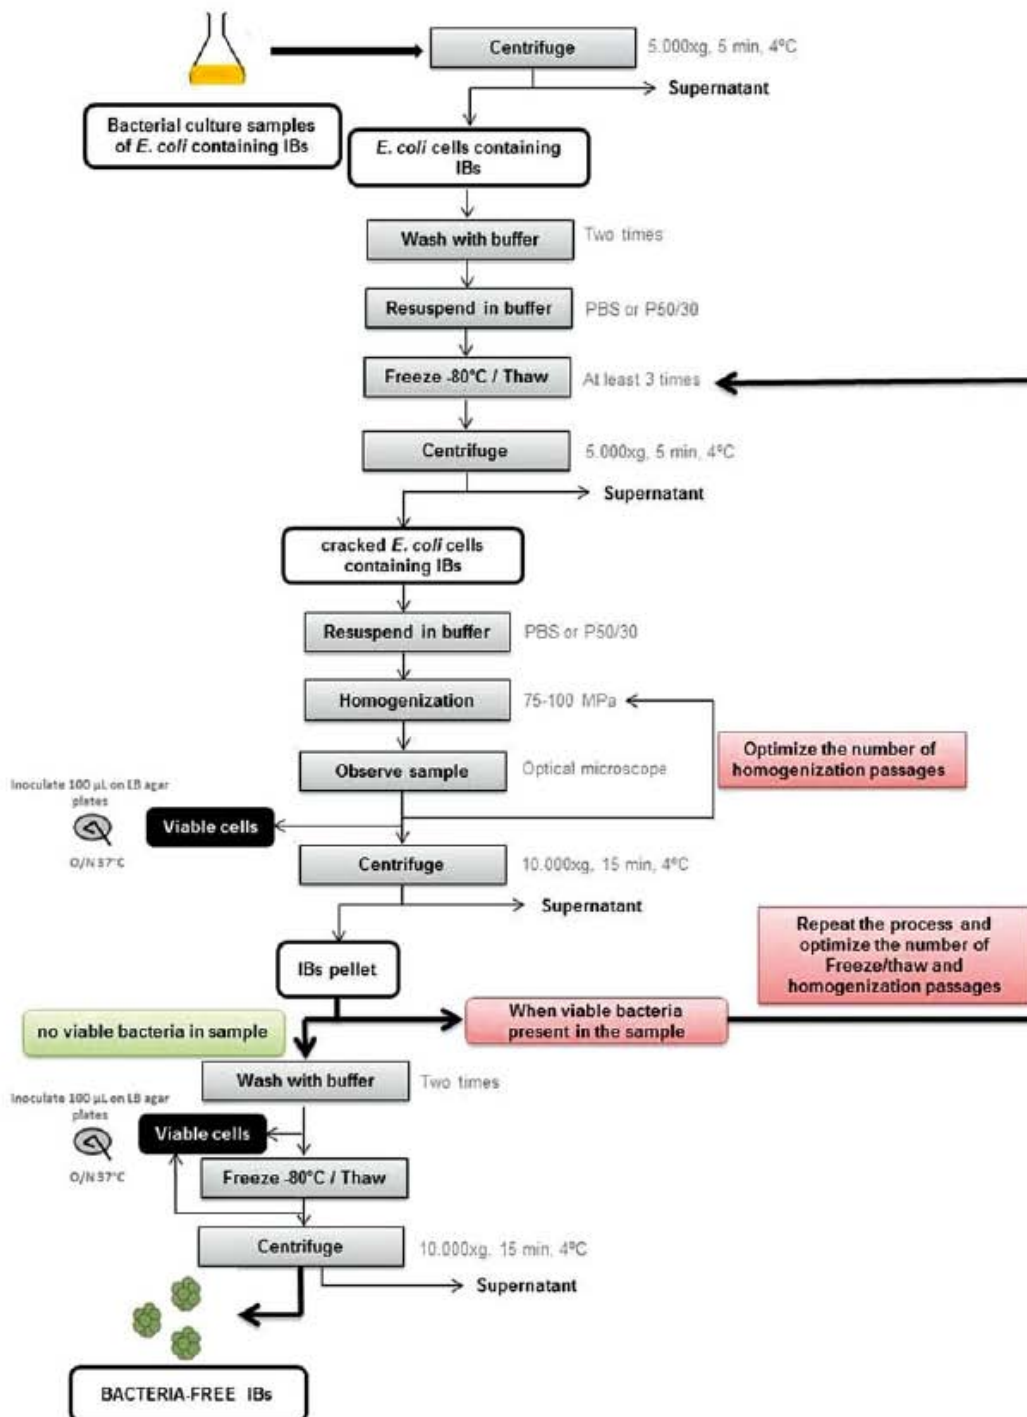 Centrifuge
5.000xg, 5 min, 4ºC
Supernatant
Bacterial culture samples
of E. coli containing IBs
E. coli cells containing
IBs
Wash with buffer
Two times
Resuspend in buffer
PBS or P50/30
Freeze -80°C / Thaw
At least 3 times
Centrifuge
5.000xg, 5 min, 4ºC
Supernatant
cracked E. coli cells
containing IBs
Resuspend in buffer
PBS or P50/30
Homogenization
75-100 MPa
Optimize the number of
homogenization passages
Observe sample
Optical microscope
Inoculate 100 µL on LB agar
plates
O/N 37°C
Viable cells
Centrifuge
10.000xg, 15 min, 4ºC
Supernatant
Repeat the process and
optimize the number of
Freeze/thaw and
homogenization passages
IBs pellet
no viable bacteria in sample
When viable bacteria
present in the sample
Wash with buffer
Two times
Inoculate 100 µL on LB agar
plates
O/N 37°C
Viable cells
Freeze -80°C / Thaw
Centrifuge
10.000xg, 15 min, 4ºC
Supernatant
BACTERIA-FREE IBs